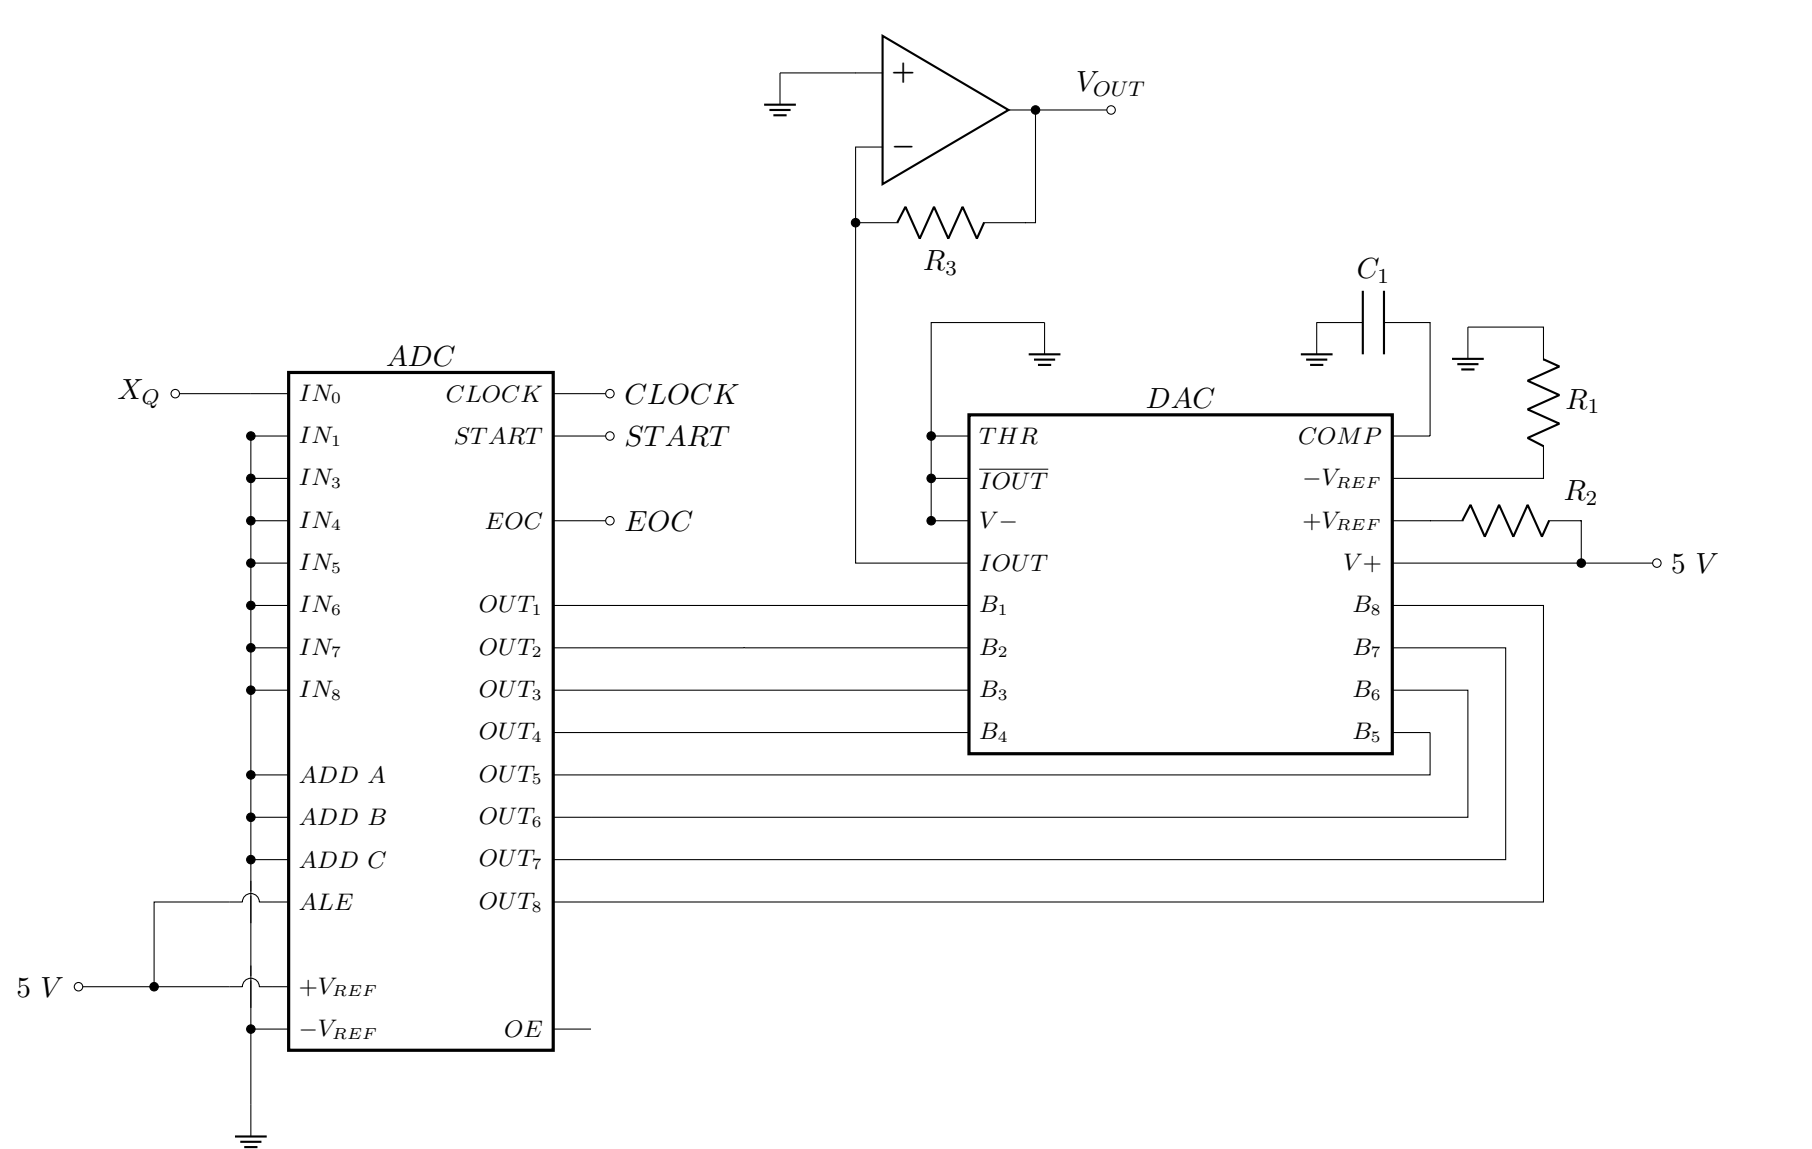 +
V_OUT
−
R_3
C_1
ADC
DAC
R_1
X_Q
IN_0
CLOCK
CLOCK
IN_1
START
START
THR
COMP
IN_3
I̅O̅U̅T̅
−V_REF
R_2
IN_4
EOC
EOC
V−
+V_REF
IN_5
IOUT
V+
5 V
IN_6
OUT_1
B_1
B_8
IN_7
OUT_2
B_2
B_7
IN_8
OUT_3
B_3
B_6
OUT_4
B_4
B_5
ADD A
OUT_5
ADD B
OUT_6
ADD C
OUT_7
ALE
OUT_8
5 V
+V_REF
−V_REF
OE